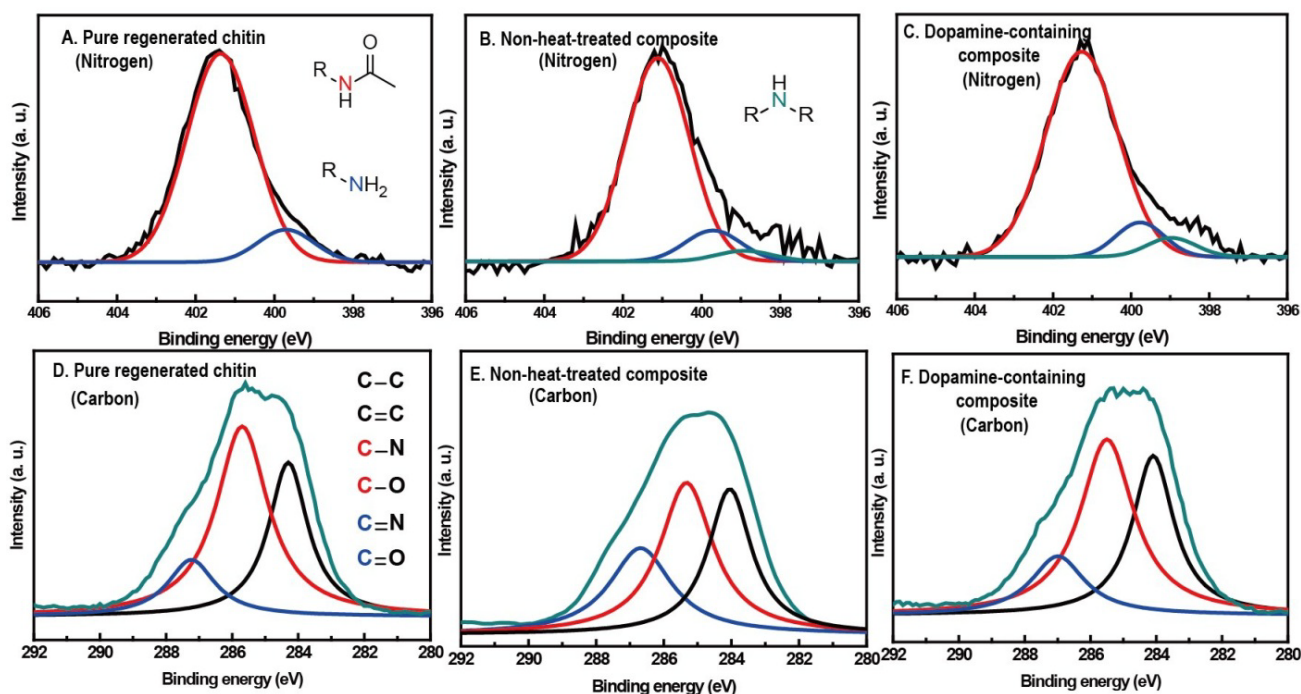 A. Pure regenerated chitin
(Nitrogen)
O
R
N
H
R
NH2
Intensity (a. u.)
406 404 402 400 398 396
Binding energy (eV)
B. Non-heat-treated composite
(Nitrogen)
H
N
R R
Intensity (a. u.)
406 404 402 400 398 396
Binding energy (eV)
C. Dopamine-containing
composite
(Nitrogen)
Intensity (a. u.)
406 404 402 400 398 396
Binding energy (eV)
D. Pure regenerated chitin
(Carbon)
C–C
C=C
C–N
C–O
C=N
C=O
Intensity (a. u.)
292 290 288 286 284 282 280
Binding energy (eV)
E. Non-heat-treated composite
(Carbon)
Intensity (a. u.)
292 290 288 286 284 282 280
Binding energy (eV)
F. Dopamine-containing
composite
(Carbon)
Intensity (a. u.)
292 290 288 286 284 282 280
Binding energy (eV)